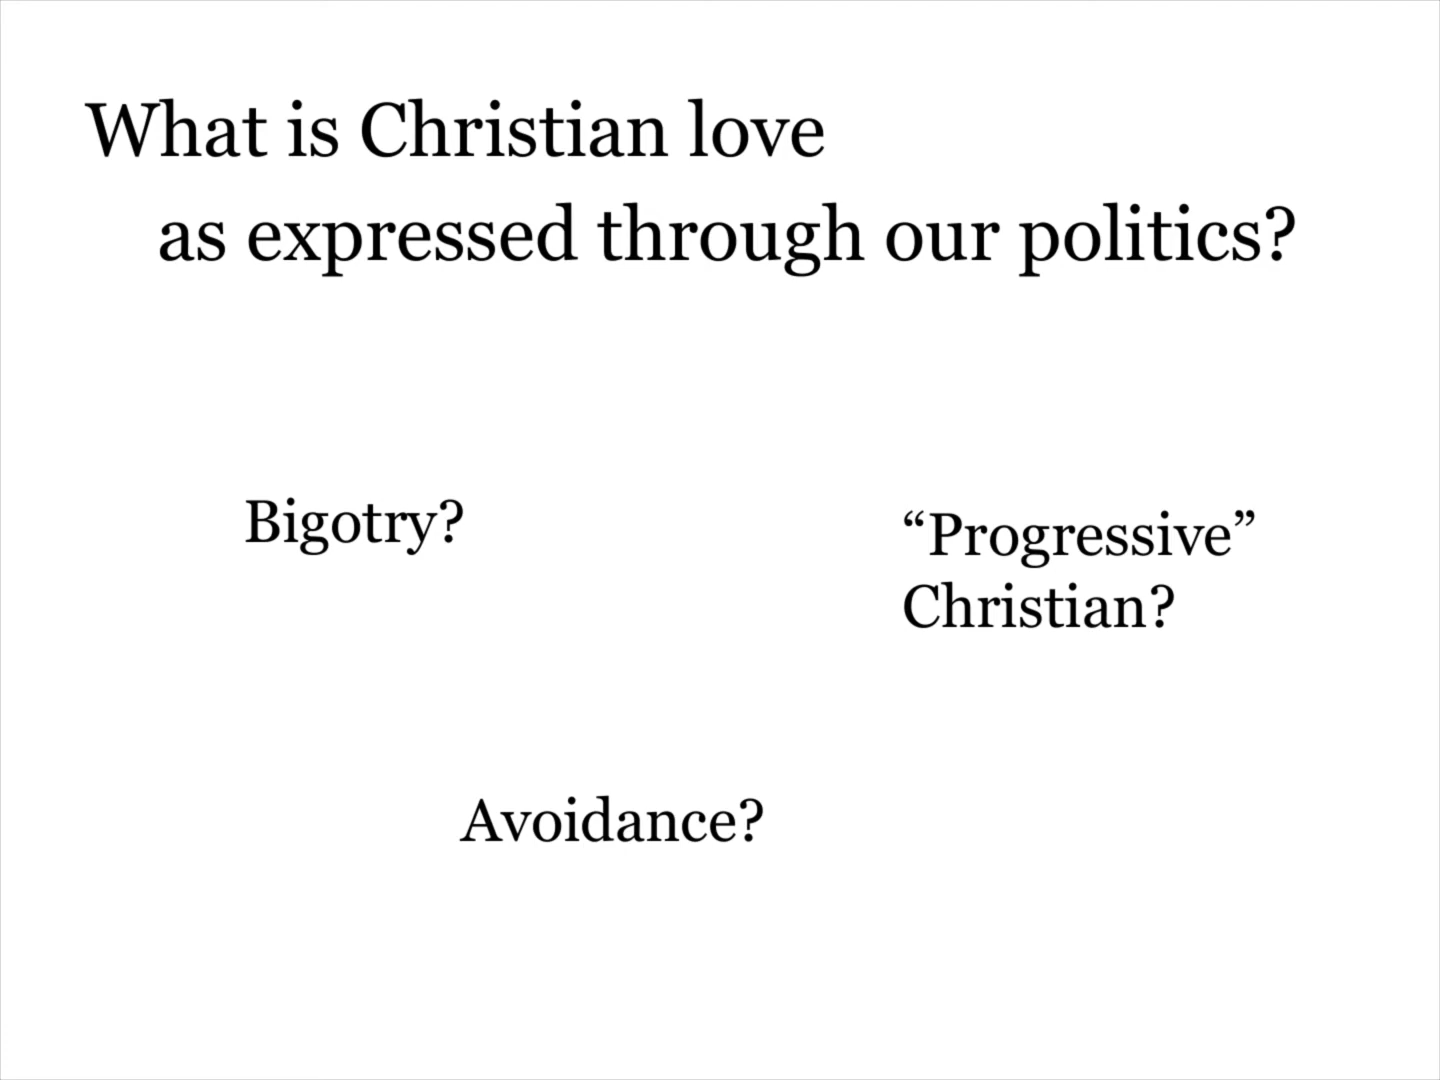 What is Christian love
as expressed through our politics?
Bigotry?
“Progressive”
Christian?
Avoidance?